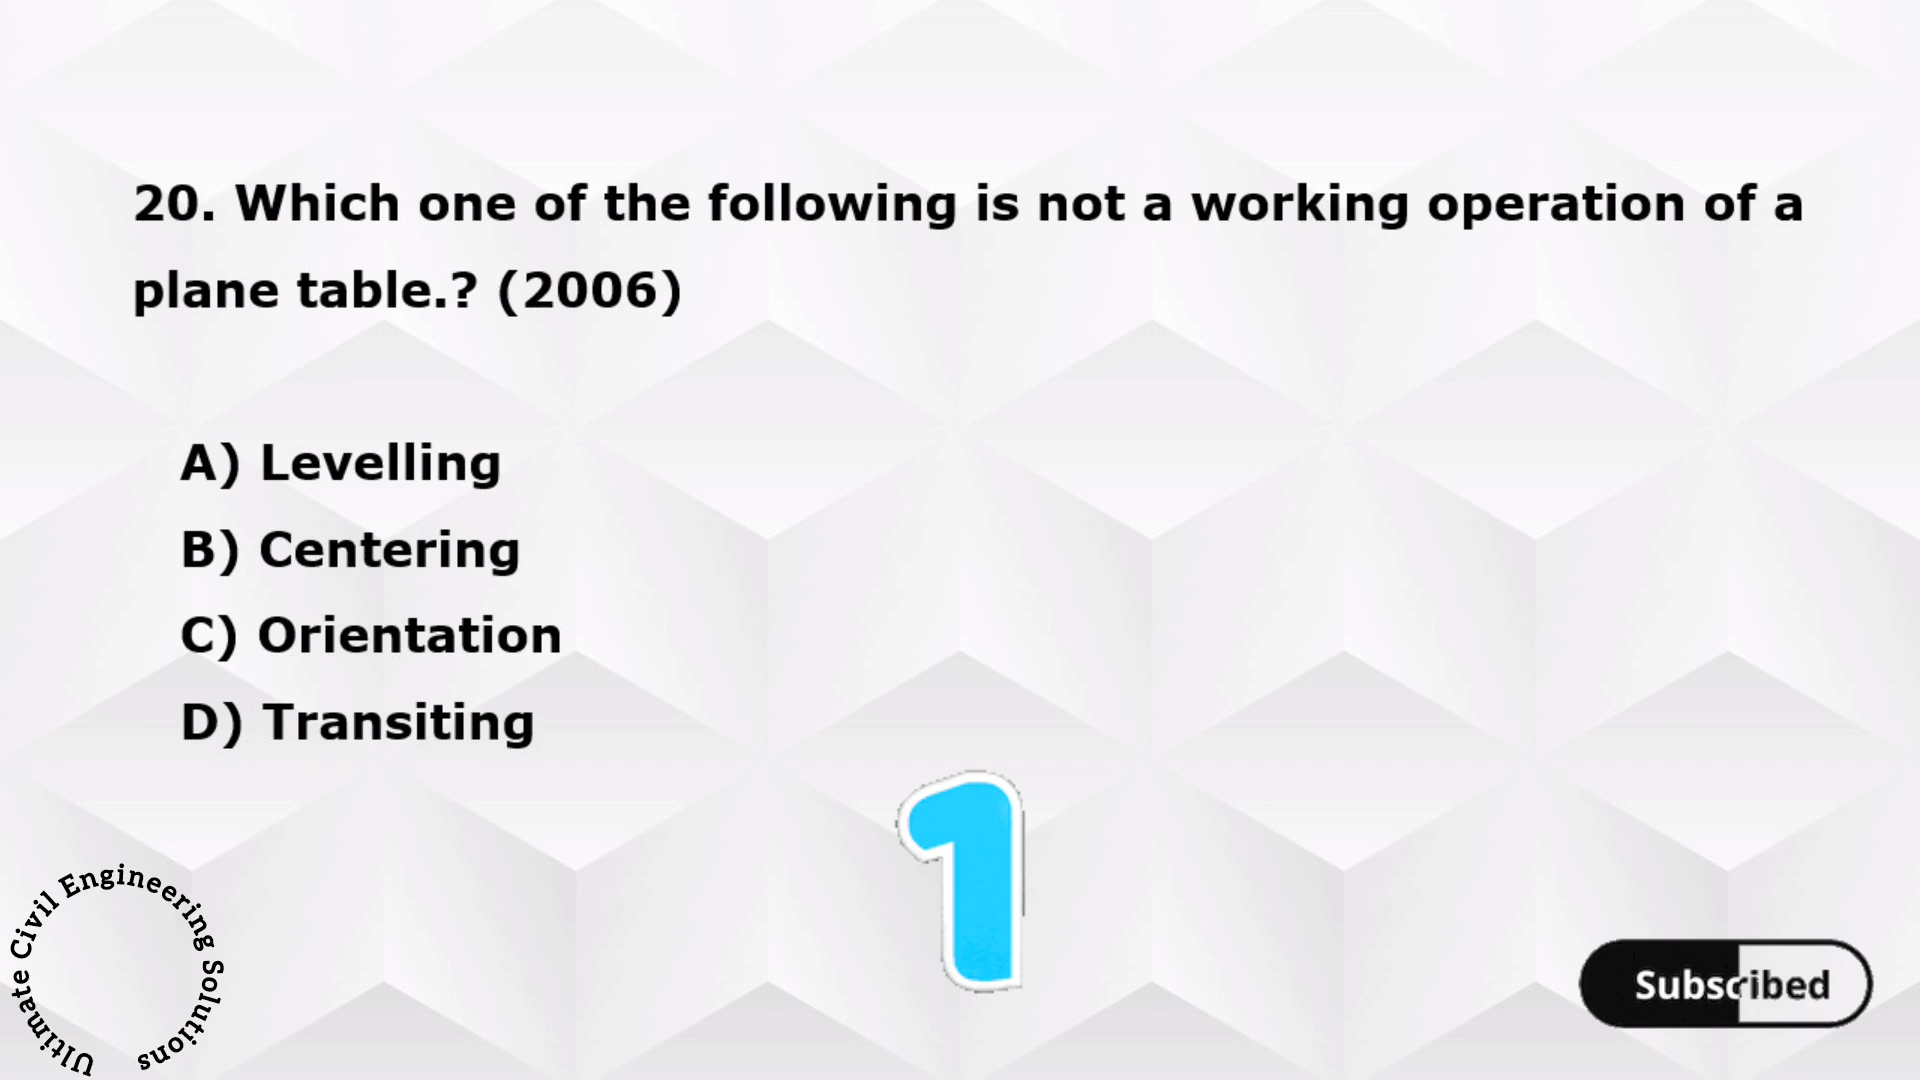 20. Which one of the following is not a working operation of a
plane table.? (2006)
A) Levelling
B) Centering
C) Orientation
D) Transiting
1
Ultimate Civil Engineering Solutions
Subscribed